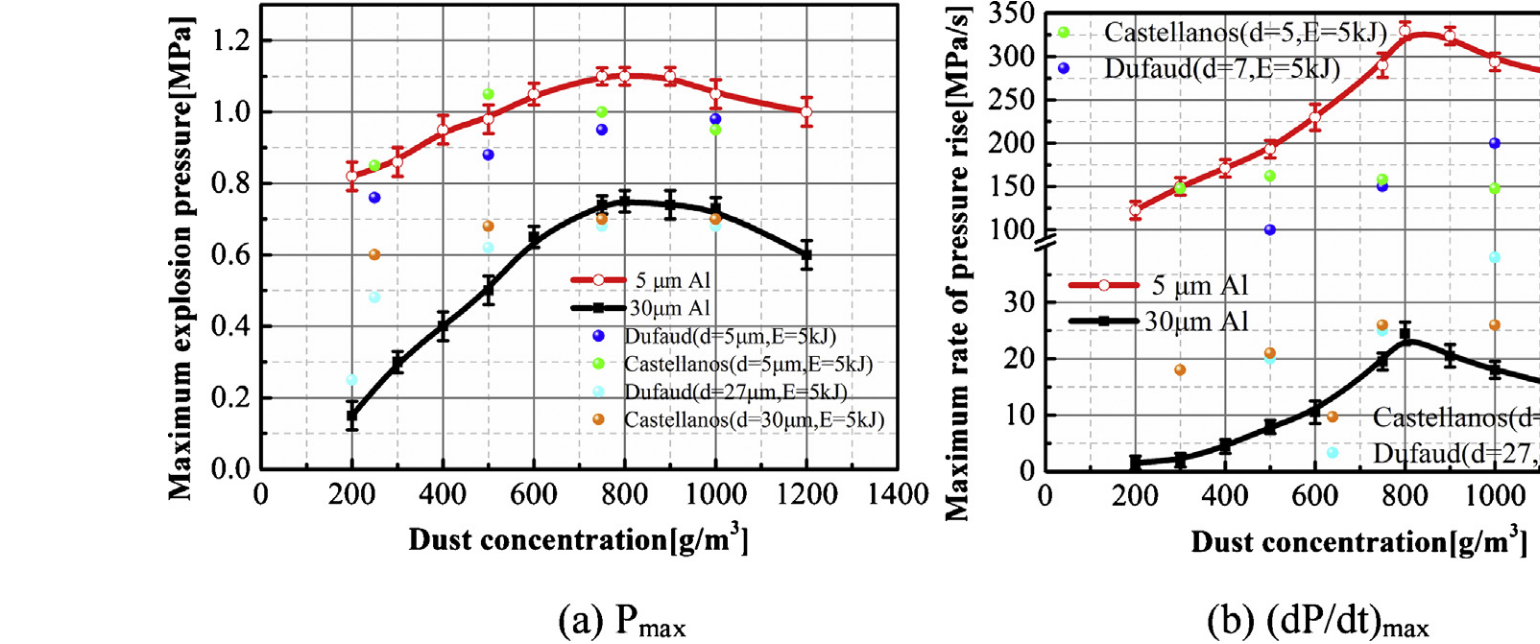 Maximum explosion pressure[MPa]
1.2
1.0
0.8
0.6
0.4
0.2
0.0
5 μm Al
30μm Al
Dufaud(d=5μm,E=5kJ)
Castellanos(d=5μm,E=5kJ)
Dufaud(d=27μm,E=5kJ)
Castellanos(d=30μm,E=5kJ)
0 200 400 600 800 1000 1200 1400
Dust concentration[g/m³]
(a) Pmax
Maximum rate of pressure rise[MPa/s]
350
300
250
200
150
100
30
20
10
0
Castellanos(d=5,E=5kJ)
Dufaud(d=7,E=5kJ)
5 μm Al
30μm Al
Castellanos(d=
Dufaud(d=27,
0 200 400 600 800 1000
Dust concentration[g/m³]
(b) (dP/dt)max